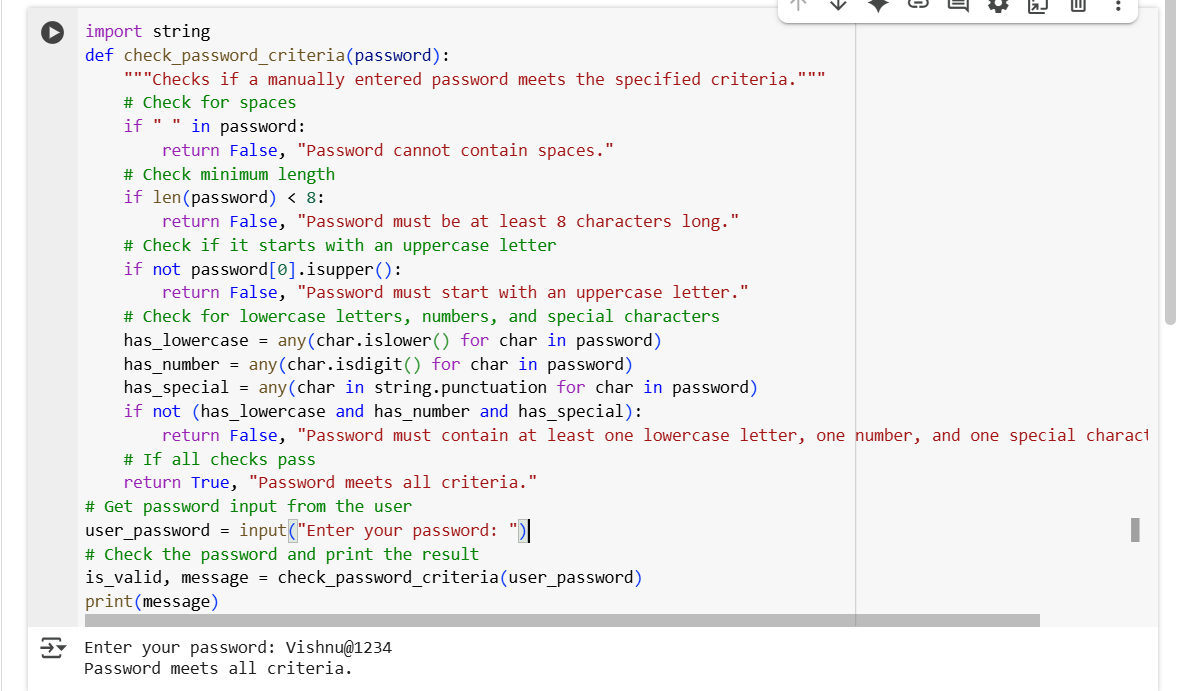 import string
def check_password_criteria(password):
    """Checks if a manually entered password meets the specified criteria."""
    # Check for spaces
    if " " in password:
        return False, "Password cannot contain spaces."
    # Check minimum length
    if len(password) < 8:
        return False, "Password must be at least 8 characters long."
    # Check if it starts with an uppercase letter
    if not password[0].isupper():
        return False, "Password must start with an uppercase letter."
    # Check for lowercase letters, numbers, and special characters
    has_lowercase = any(char.islower() for char in password)
    has_number = any(char.isdigit() for char in password)
    has_special = any(char in string.punctuation for char in password)
    if not (has_lowercase and has_number and has_special):
        return False, "Password must contain at least one lowercase letter, one number, and one special charact
    # If all checks pass
    return True, "Password meets all criteria."
# Get password input from the user
user_password = input("Enter your password: ")
# Check the password and print the result
is_valid, message = check_password_criteria(user_password)
print(message)
Enter your password: Vishnu@1234
Password meets all criteria.